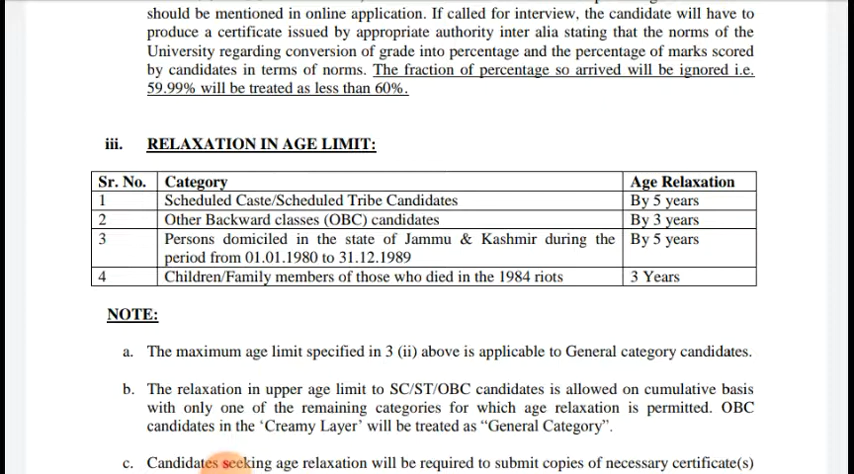 should be mentioned in online application. If called for interview, the candidate will have to
produce a certificate issued by appropriate authority inter alia stating that the norms of the
University regarding conversion of grade into percentage and the percentage of marks scored
by candidates in terms of norms. The fraction of percentage so arrived will be ignored i.e.
59.99% will be treated as less than 60%.
iii. RELAXATION IN AGE LIMIT:
Sr. No. Category Age Relaxation
1 Scheduled Caste/Scheduled Tribe Candidates By 5 years
2 Other Backward classes (OBC) candidates By 3 years
3 Persons domiciled in the state of Jammu & Kashmir during the By 5 years
period from 01.01.1980 to 31.12.1989
4 Children/Family members of those who died in the 1984 riots 3 Years
NOTE:
a. The maximum age limit specified in 3 (ii) above is applicable to General category candidates.
b. The relaxation in upper age limit to SC/ST/OBC candidates is allowed on cumulative basis
with only one of the remaining categories for which age relaxation is permitted. OBC
candidates in the ‘Creamy Layer’ will be treated as “General Category”.
c. Candidates seeking age relaxation will be required to submit copies of necessary certificate(s)